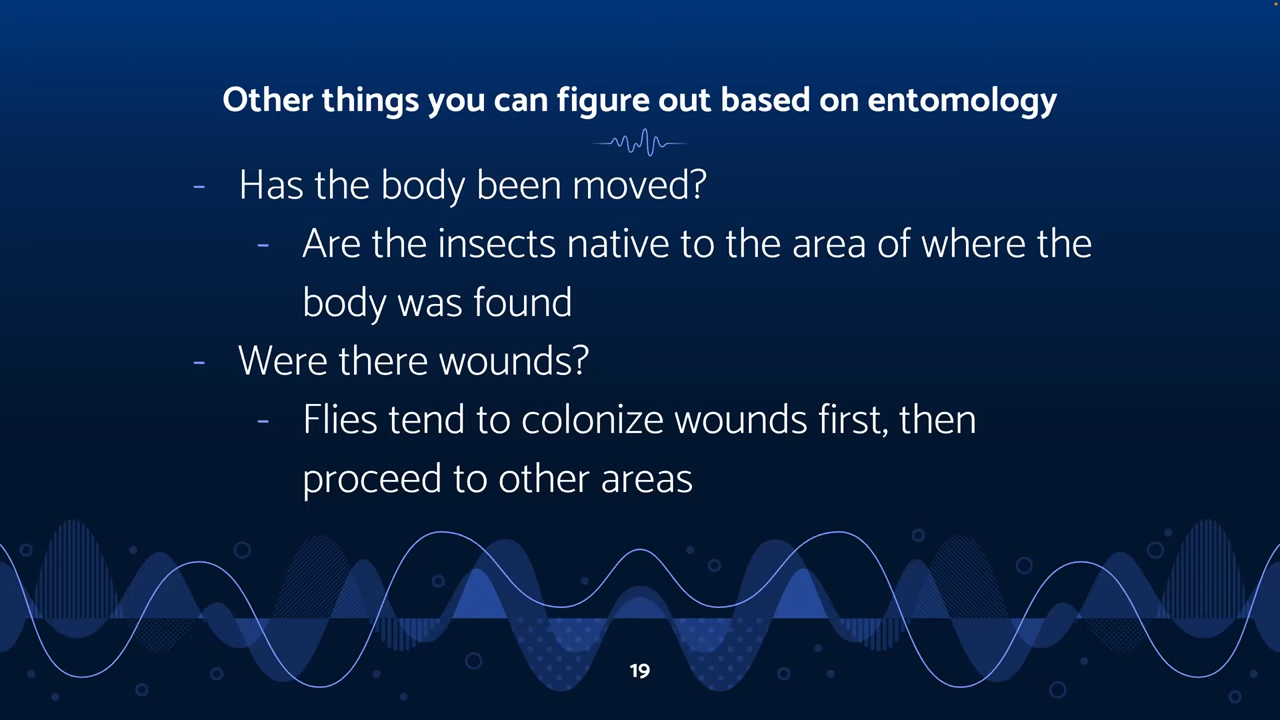 Other things you can figure out based on entomology
- Has the body been moved?
- Are the insects native to the area of where the
body was found
- Were there wounds?
- Flies tend to colonize wounds first, then
proceed to other areas
19